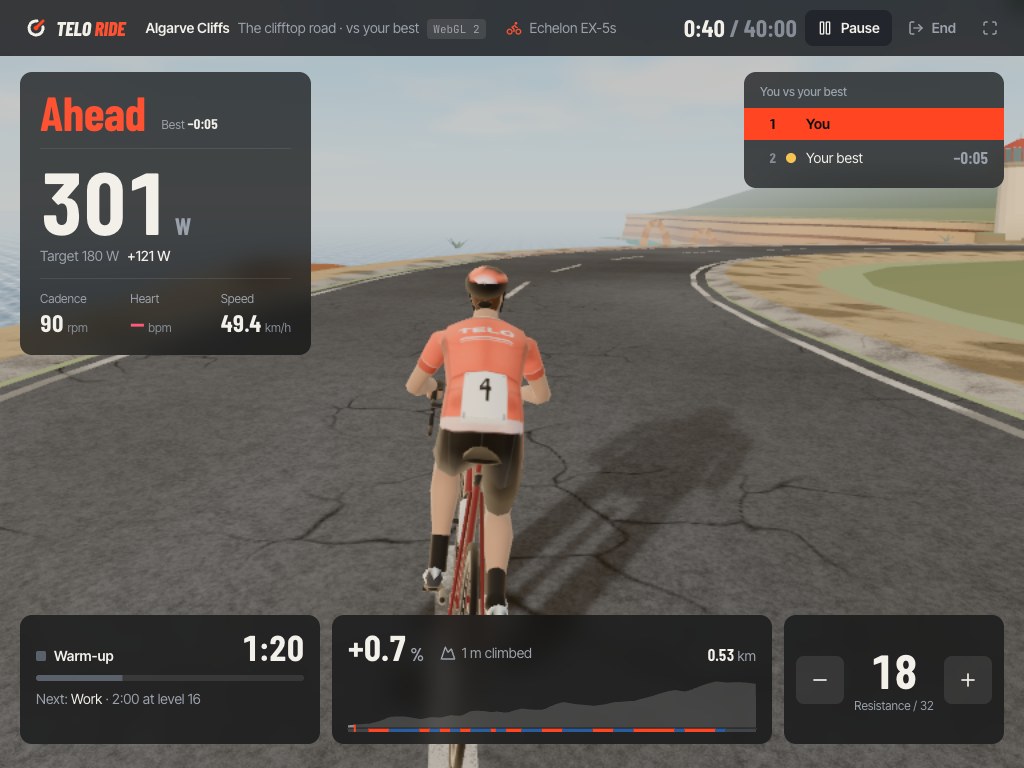 TELO RIDE Algarve Cliffs The clifftop road · vs your best WebGL 2 Echelon EX-5s 0:40 / 40:00 Pause End
Ahead Best −0:05
301 W
Target 180 W +121 W
Cadence Heart Speed
90 rpm – bpm 49.4 km/h
You vs your best
1 You
2 Your best −0:05
TELO
4
Warm-up 1:20
Next: Work · 2:00 at level 16
+0.7 % 1 m climbed 0.53 km
− 18 +
Resistance / 32